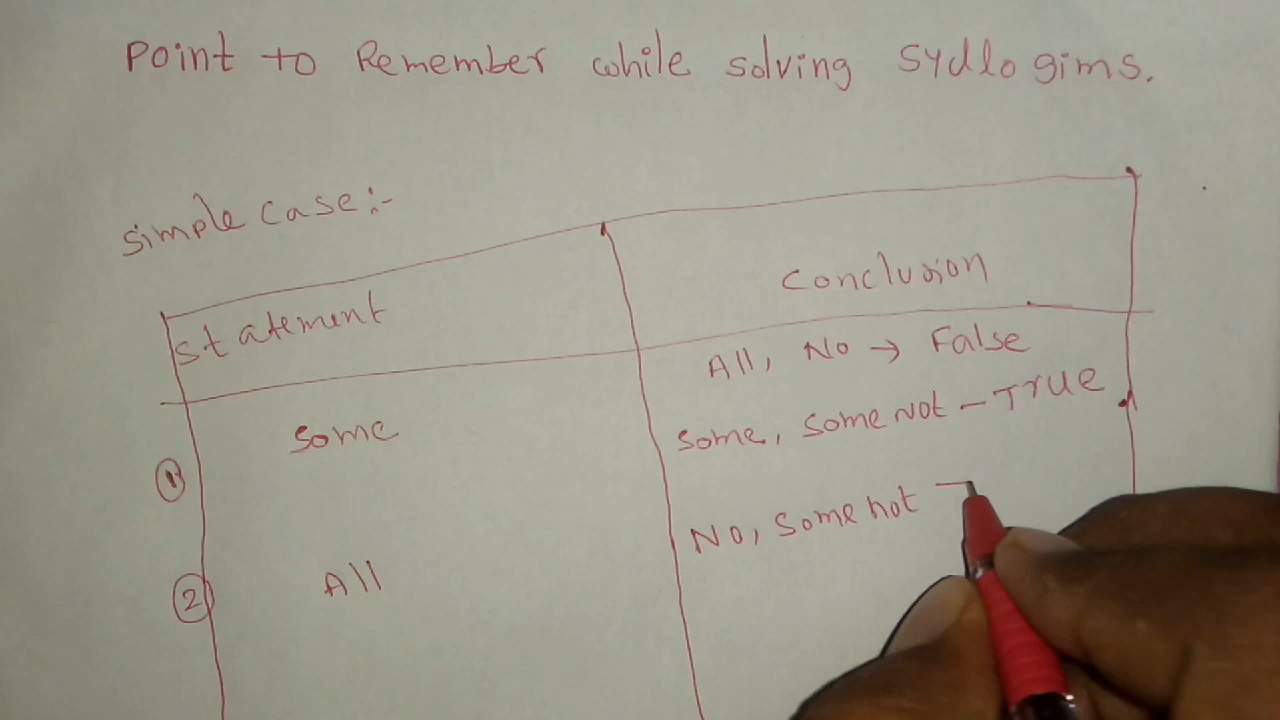 Point to Remember while solving Sydlogims.
Simple case:-
Statement
Conclusion
All, No → False
Some
Some, Some Not - True
①
No, Some not -
② All